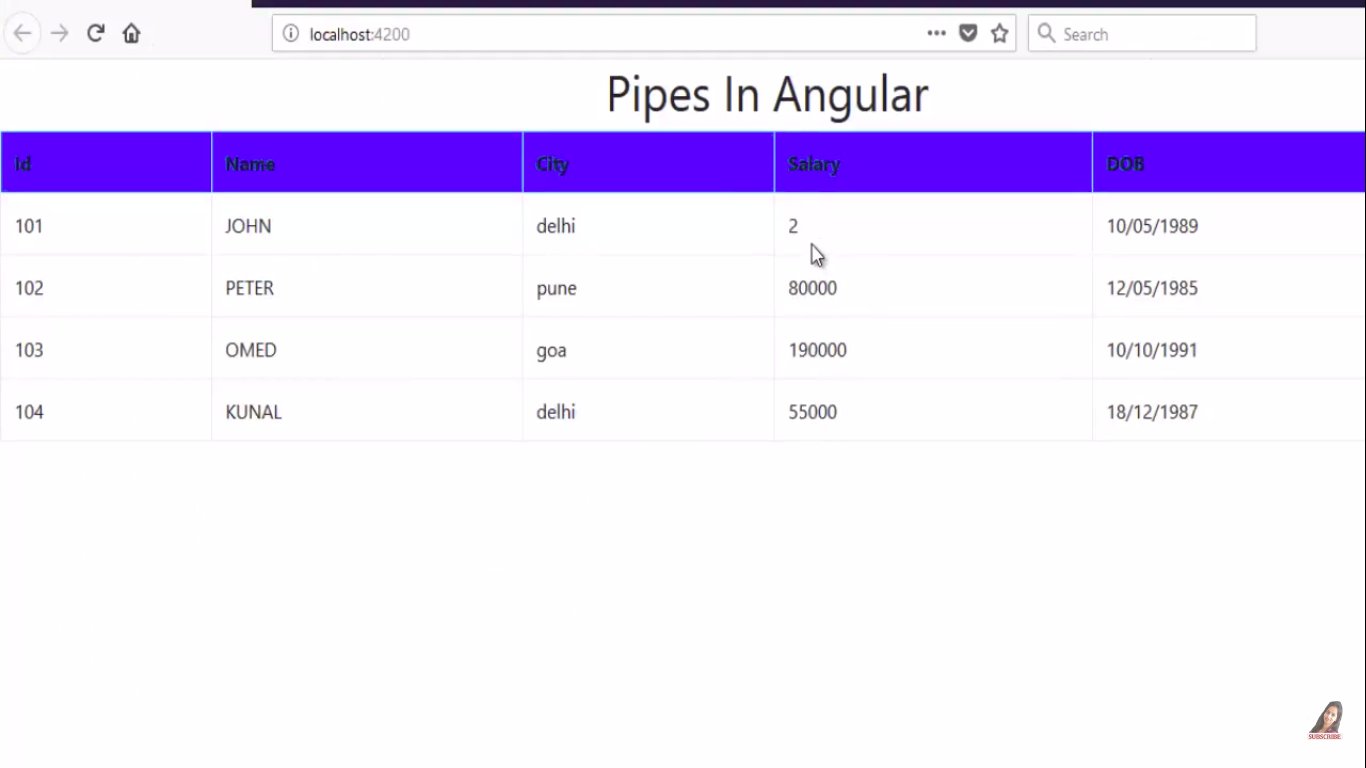 localhost:4200
Search
Pipes In Angular
Id Name City Salary DOB
101 JOHN delhi 2 10/05/1989
102 PETER pune 80000 12/05/1985
103 OMED goa 190000 10/10/1991
104 KUNAL delhi 55000 18/12/1987
SUBSCRIBE